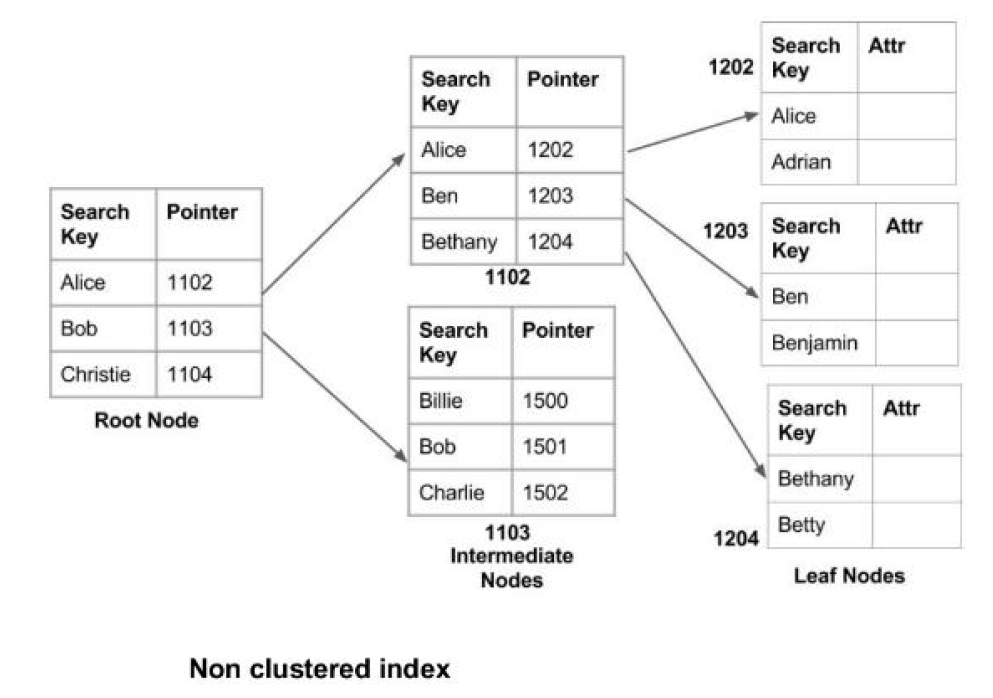 Search Key Pointer
Alice 1102
Bob 1103
Christie 1104
Root Node
Search Key Pointer
Alice 1202
Ben 1203
Bethany 1204
1102
Search Key Pointer
Billie 1500
Bob 1501
Charlie 1502
1103
Intermediate
Nodes
1202
Search Key Attr
Alice
Adrian
1203
Search Key Attr
Ben
Benjamin
Search Key Attr
Bethany
Betty
1204
Leaf Nodes
Non clustered index